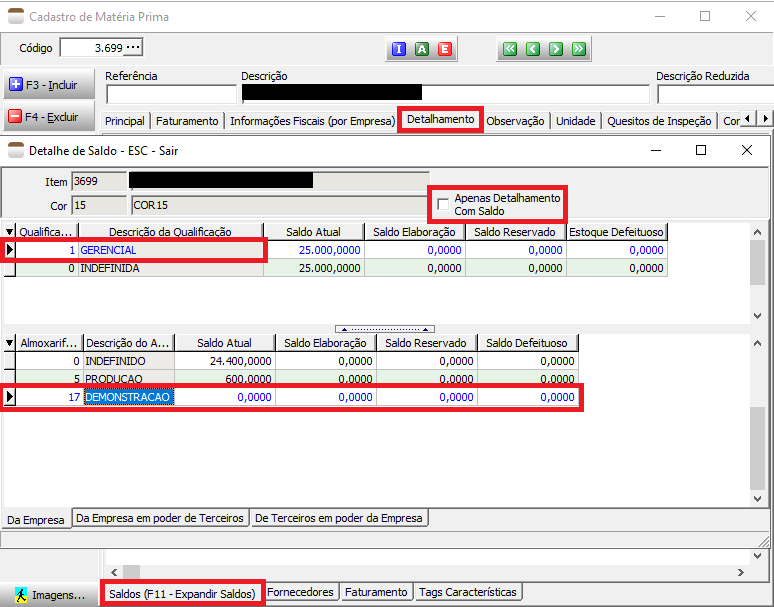 Cadastro de Matéria Prima
Código 3.699 ... I A E
F3 - Incluir
F4 - Excluir
Referência Descrição Descrição Reduzida
Principal Faturamento Informações Fiscais (por Empresa) Detalhamento Observação Unidade Quesitos de Inspeção Cor
Detalhe de Saldo - ESC - Sair
Item 3699
Cor 15 COR15
Apenas Detalhamento
Com Saldo
Qualifica... Descrição da Qualificação Saldo Atual Saldo Elaboração Saldo Reservado Estoque Defeituoso
1 GERENCIAL 25.000,0000 0,0000 0,0000 0,0000
0 INDEFINIDA 25.000,0000 0,0000 0,0000 0,0000
Almoxarif... Descrição do A... Saldo Atual Saldo Elaboração Saldo Reservado Saldo Defeituoso
0 INDEFINIDO 24.400,0000 0,0000 0,0000 0,0000
5 PRODUCAO 600,0000 0,0000 0,0000 0,0000
17 DEMONSTRACAO 0,0000 0,0000 0,0000 0,0000
Da Empresa Da Empresa em poder de Terceiros De Terceiros em poder da Empresa
Imagens... Saldos (F11 - Expandir Saldos) Fornecedores Faturamento Tags Características